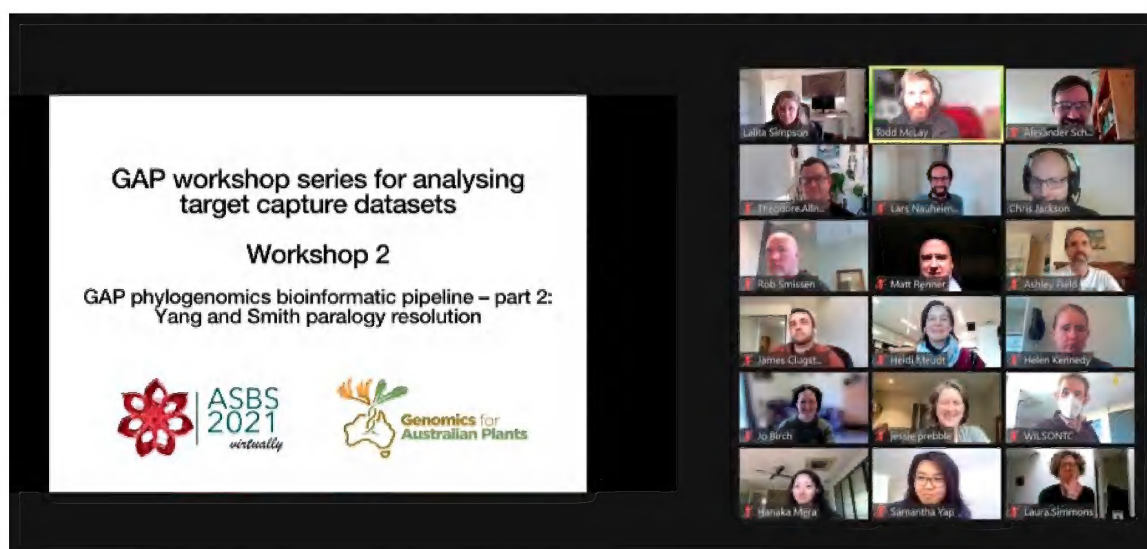 GAP workshop series for analysing
target capture datasets
Workshop 2
GAP phylogenomics bioinformatic pipeline – part 2:
Yang and Smith paralogy resolution
ASBS
2021
virtually
Genomics for
Australian Plants
Lalita Simpson
Todd McLay
Alexander Sch...
Theodore Alln...
Lars Nauheim...
Chris Jackson
Rob Smissen
Matt Renner
Ashley Field
James Clugst...
Heidi Meudt
Helen Kennedy
Jo Birch
jessie prebble
WILSONTC
Hanaka Mera
Samantha Yap
Laura.Simmons